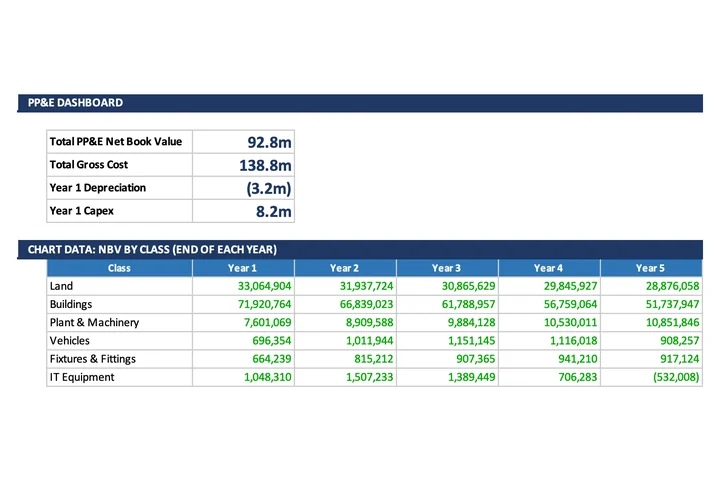 PP&E DASHBOARD
Total PP&E Net Book Value 92.8m
Total Gross Cost 138.8m
Year 1 Depreciation (3.2m)
Year 1 Capex 8.2m
CHART DATA: NBV BY CLASS (END OF EACH YEAR)
Class Year 1 Year 2 Year 3 Year 4 Year 5
Land 33,064,904 31,937,724 30,865,629 29,845,927 28,876,058
Buildings 71,920,764 66,839,023 61,788,957 56,759,064 51,737,947
Plant & Machinery 7,601,069 8,909,588 9,884,128 10,530,011 10,851,846
Vehicles 696,354 1,011,944 1,151,145 1,116,018 908,257
Fixtures & Fittings 664,239 815,212 907,365 941,210 917,124
IT Equipment 1,048,310 1,507,233 1,389,449 706,283 (532,008)